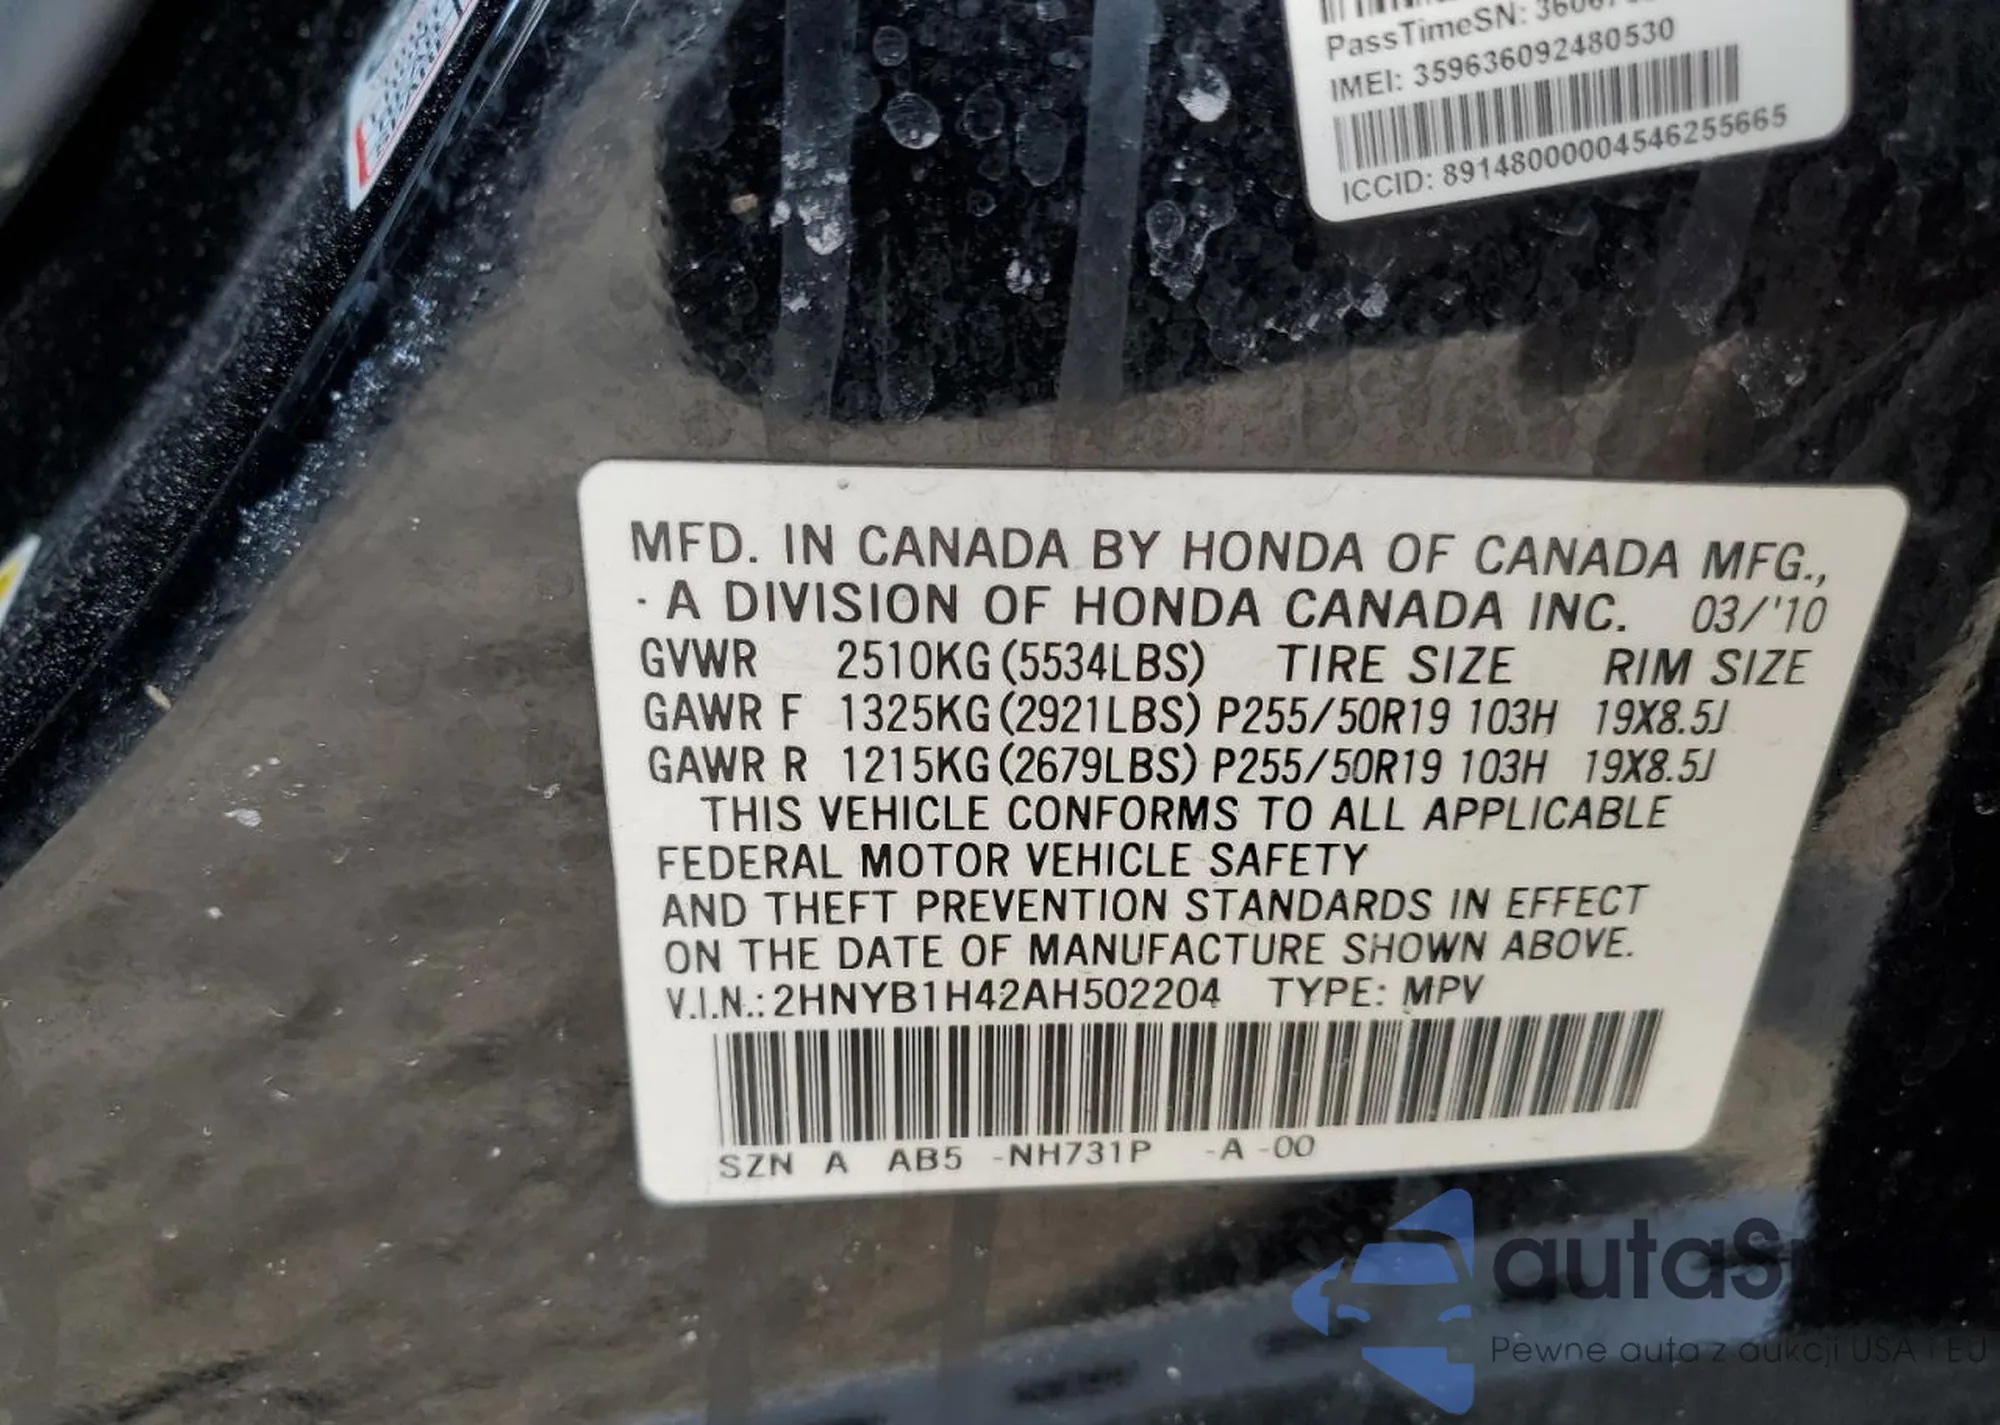 PassTimeSN:
IMEI: 359636092480530
ICCID: 89148000004546255665
MFD. IN CANADA BY HONDA OF CANADA MFG.,
· A DIVISION OF HONDA CANADA INC. 03/'10
GVWR 2510KG (5534LBS) TIRE SIZE RIM SIZE
GAWR F 1325KG (2921LBS) P255/50R19 103H 19X8.5J
GAWR R 1215KG (2679LBS) P255/50R19 103H 19X8.5J
THIS VEHICLE CONFORMS TO ALL APPLICABLE
FEDERAL MOTOR VEHICLE SAFETY
AND THEFT PREVENTION STANDARDS IN EFFECT
ON THE DATE OF MANUFACTURE SHOWN ABOVE.
V.I.N.: 2HNYB1H42AH502204 TYPE: MPV
SZN A AB5 -NH731P -A -00
Pewne auta z aukcji USA i EU